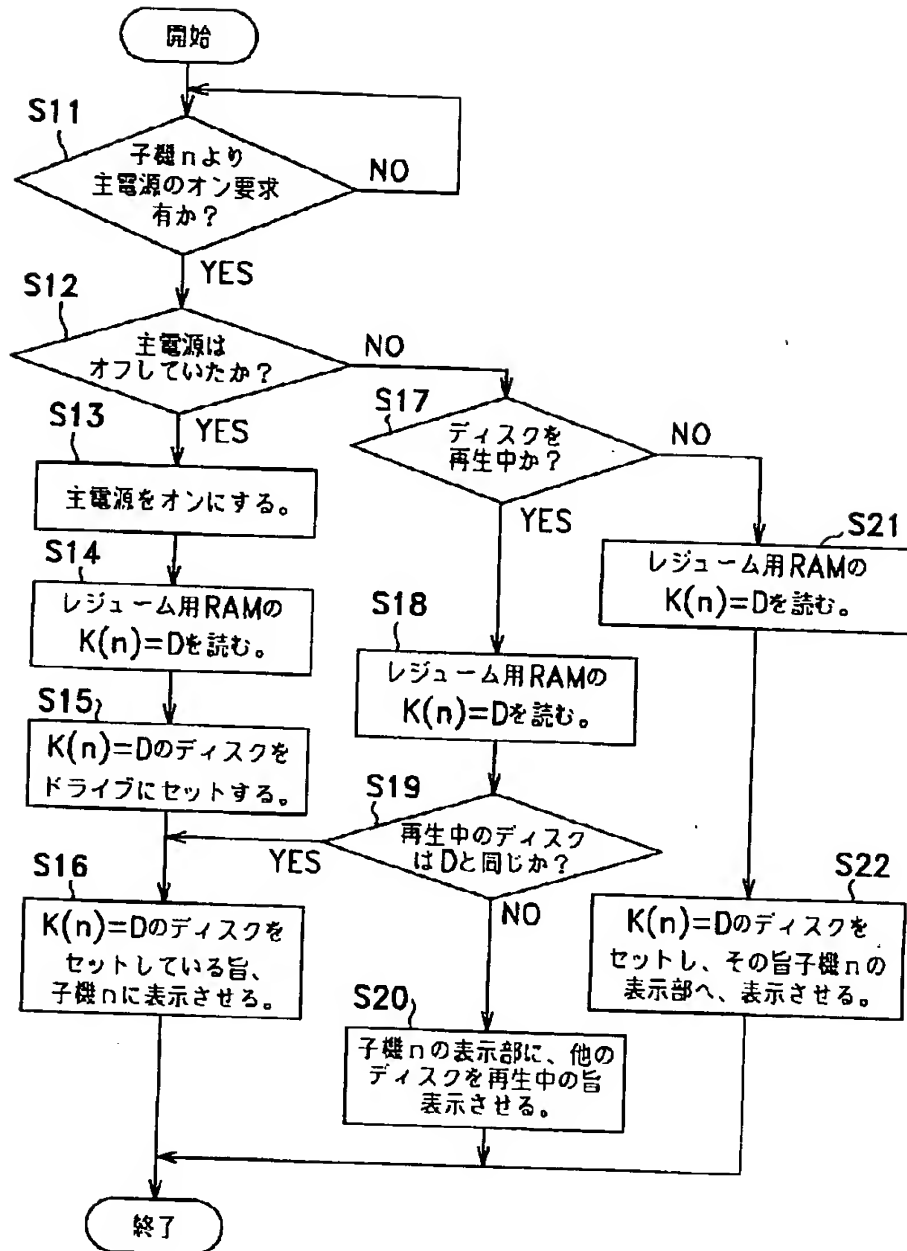 開始
S11
子機nより
主電源のオン要求
有か？
NO
YES
S12
主電源は
オフしていたか？
NO
YES
S13
主電源をオンにする。
S14
レジューム用RAMの
K(n)=Dを読む。
S15
K(n)=Dのディスクを
ドライブにセットする。
S16
K(n)=Dのディスクを
セットしている旨、
子機nに表示させる。
S17
ディスクを
再生中か？
NO
YES
S18
レジューム用RAMの
K(n)=Dを読む。
S19
再生中のディスク
はDと同じか？
YES
NO
S20
子機nの表示部に、他の
ディスクを再生中の旨
表示させる。
S21
レジューム用RAMの
K(n)=Dを読む。
S22
K(n)=Dのディスクを
セットし、その旨子機nの
表示部へ、表示させる。
終了